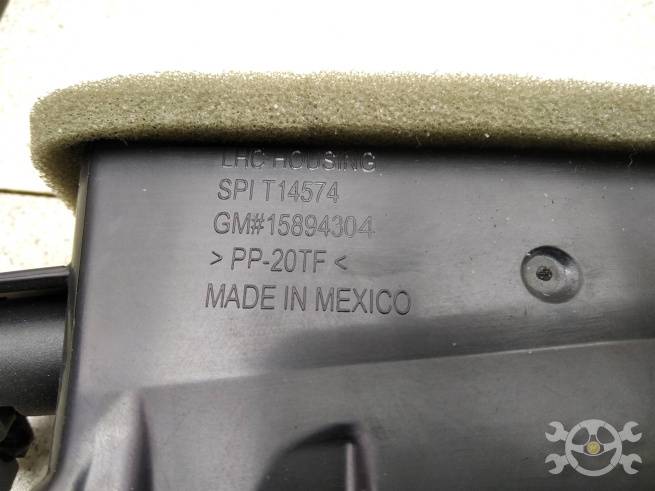 LHC HOUSING
SPI T14574
GM#15894304
> PP-20TF <
MADE IN MEXICO